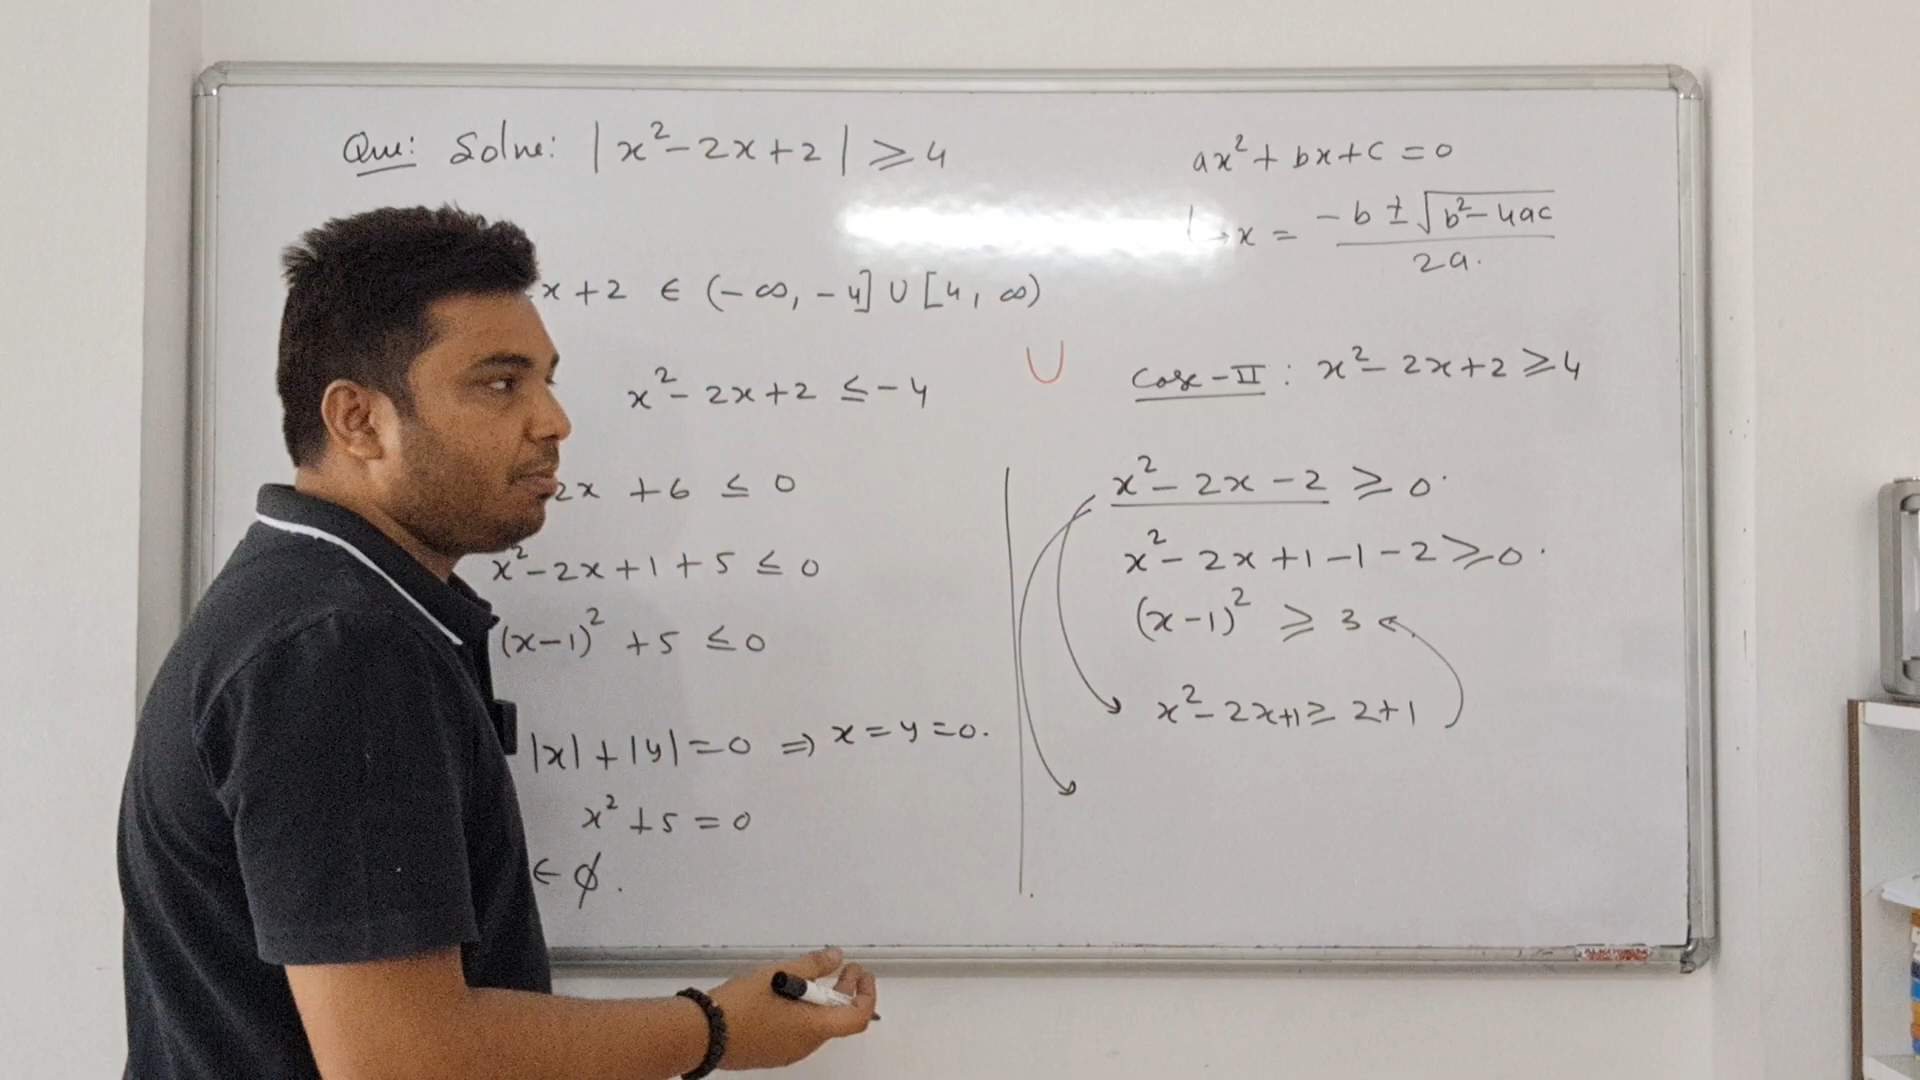 Que: Solve: |x²-2x+2| ≥ 4
x+2 ∈ (-∞, -4] ∪ [4, ∞)
x²-2x+2 ≤ -4
2x +6 ≤ 0
x²-2x+1+5 ≤ 0
(x-1)² +5 ≤ 0
|x|+|y|=0 ⇒ x=y=0.
x²+5=0
∈ ϕ.
∪
ax²+bx+c=0
↳ x = (-b ± √(b²-4ac))/2a.
Case-II: x²-2x+2 ≥ 4
x²-2x-2 ≥ 0.
x²-2x+1-1-2 ≥ 0.
(x-1)² ≥ 3
x²-2x+1 ≥ 2+1